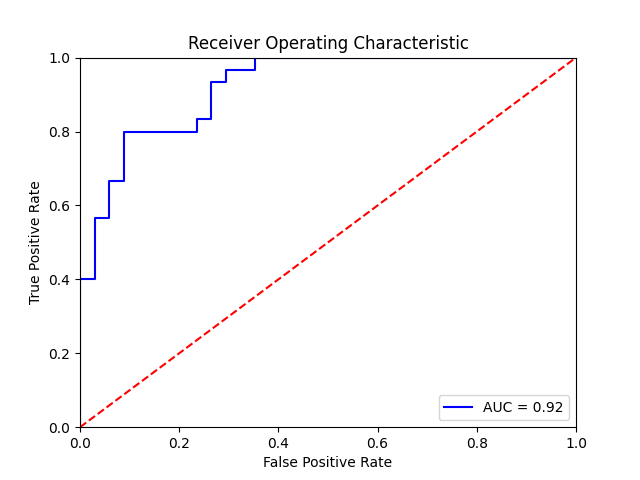 Receiver Operating Characteristic
1.0
0.8
0.6
0.4
0.2
0.0
True Positive Rate
AUC = 0.92
0.0 0.2 0.4 0.6 0.8 1.0
False Positive Rate